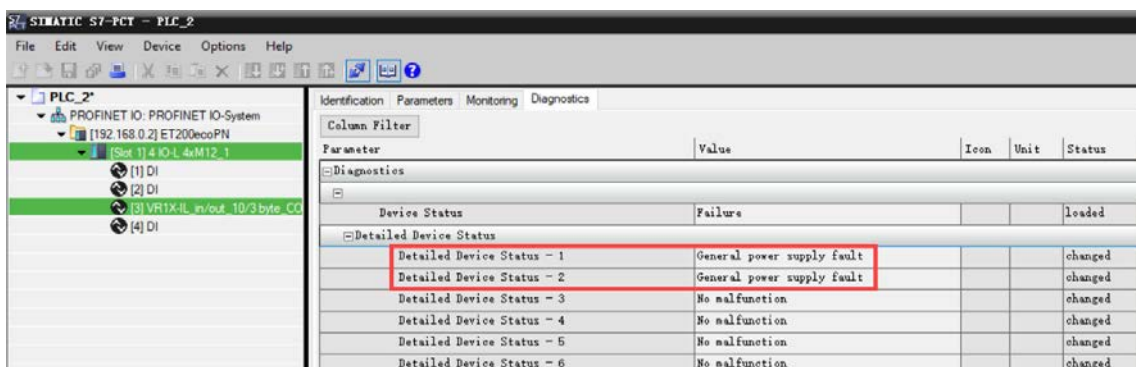 SIMATIC S7-PCT - PLC_2
File Edit View Device Options Help
PLC_2*
PROFINET IO: PROFINET IO-System
[192.168.0.2] ET200ecoPN
[Slot 1] 4 IO-L 4xM12_1
[1] DI
[2] DI
[3] VR1X-IL_in/out_10/3 byte_CO
[4] DI
Identification Parameters Monitoring Diagnostics
Column Filter
Parameter Value Icon Unit Status
Diagnostics
Device Status Failure loaded
Detailed Device Status
Detailed Device Status - 1 General power supply fault changed
Detailed Device Status - 2 General power supply fault changed
Detailed Device Status - 3 No malfunction changed
Detailed Device Status - 4 No malfunction changed
Detailed Device Status - 5 No malfunction changed
Detailed Device Status - 6 No malfunction changed